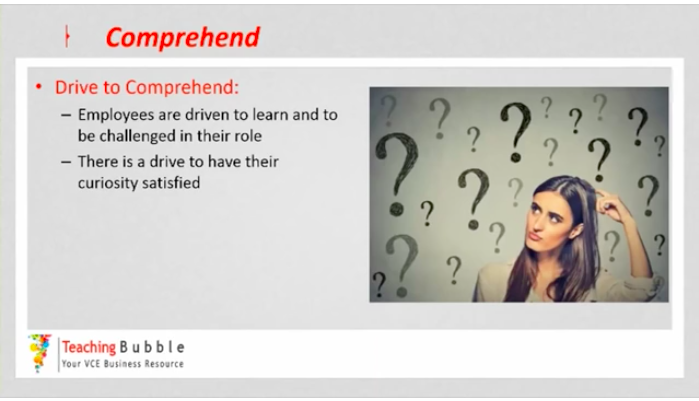 Comprehend
• Drive to Comprehend:
– Employees are driven to learn and to
be challenged in their role
– There is a drive to have their
curiosity satisfied
? ? ? ? ? ? ? ? ? ? ? ? ? ? ? ? ? ? ?
Teaching Bubble
Your VCE Business Resource